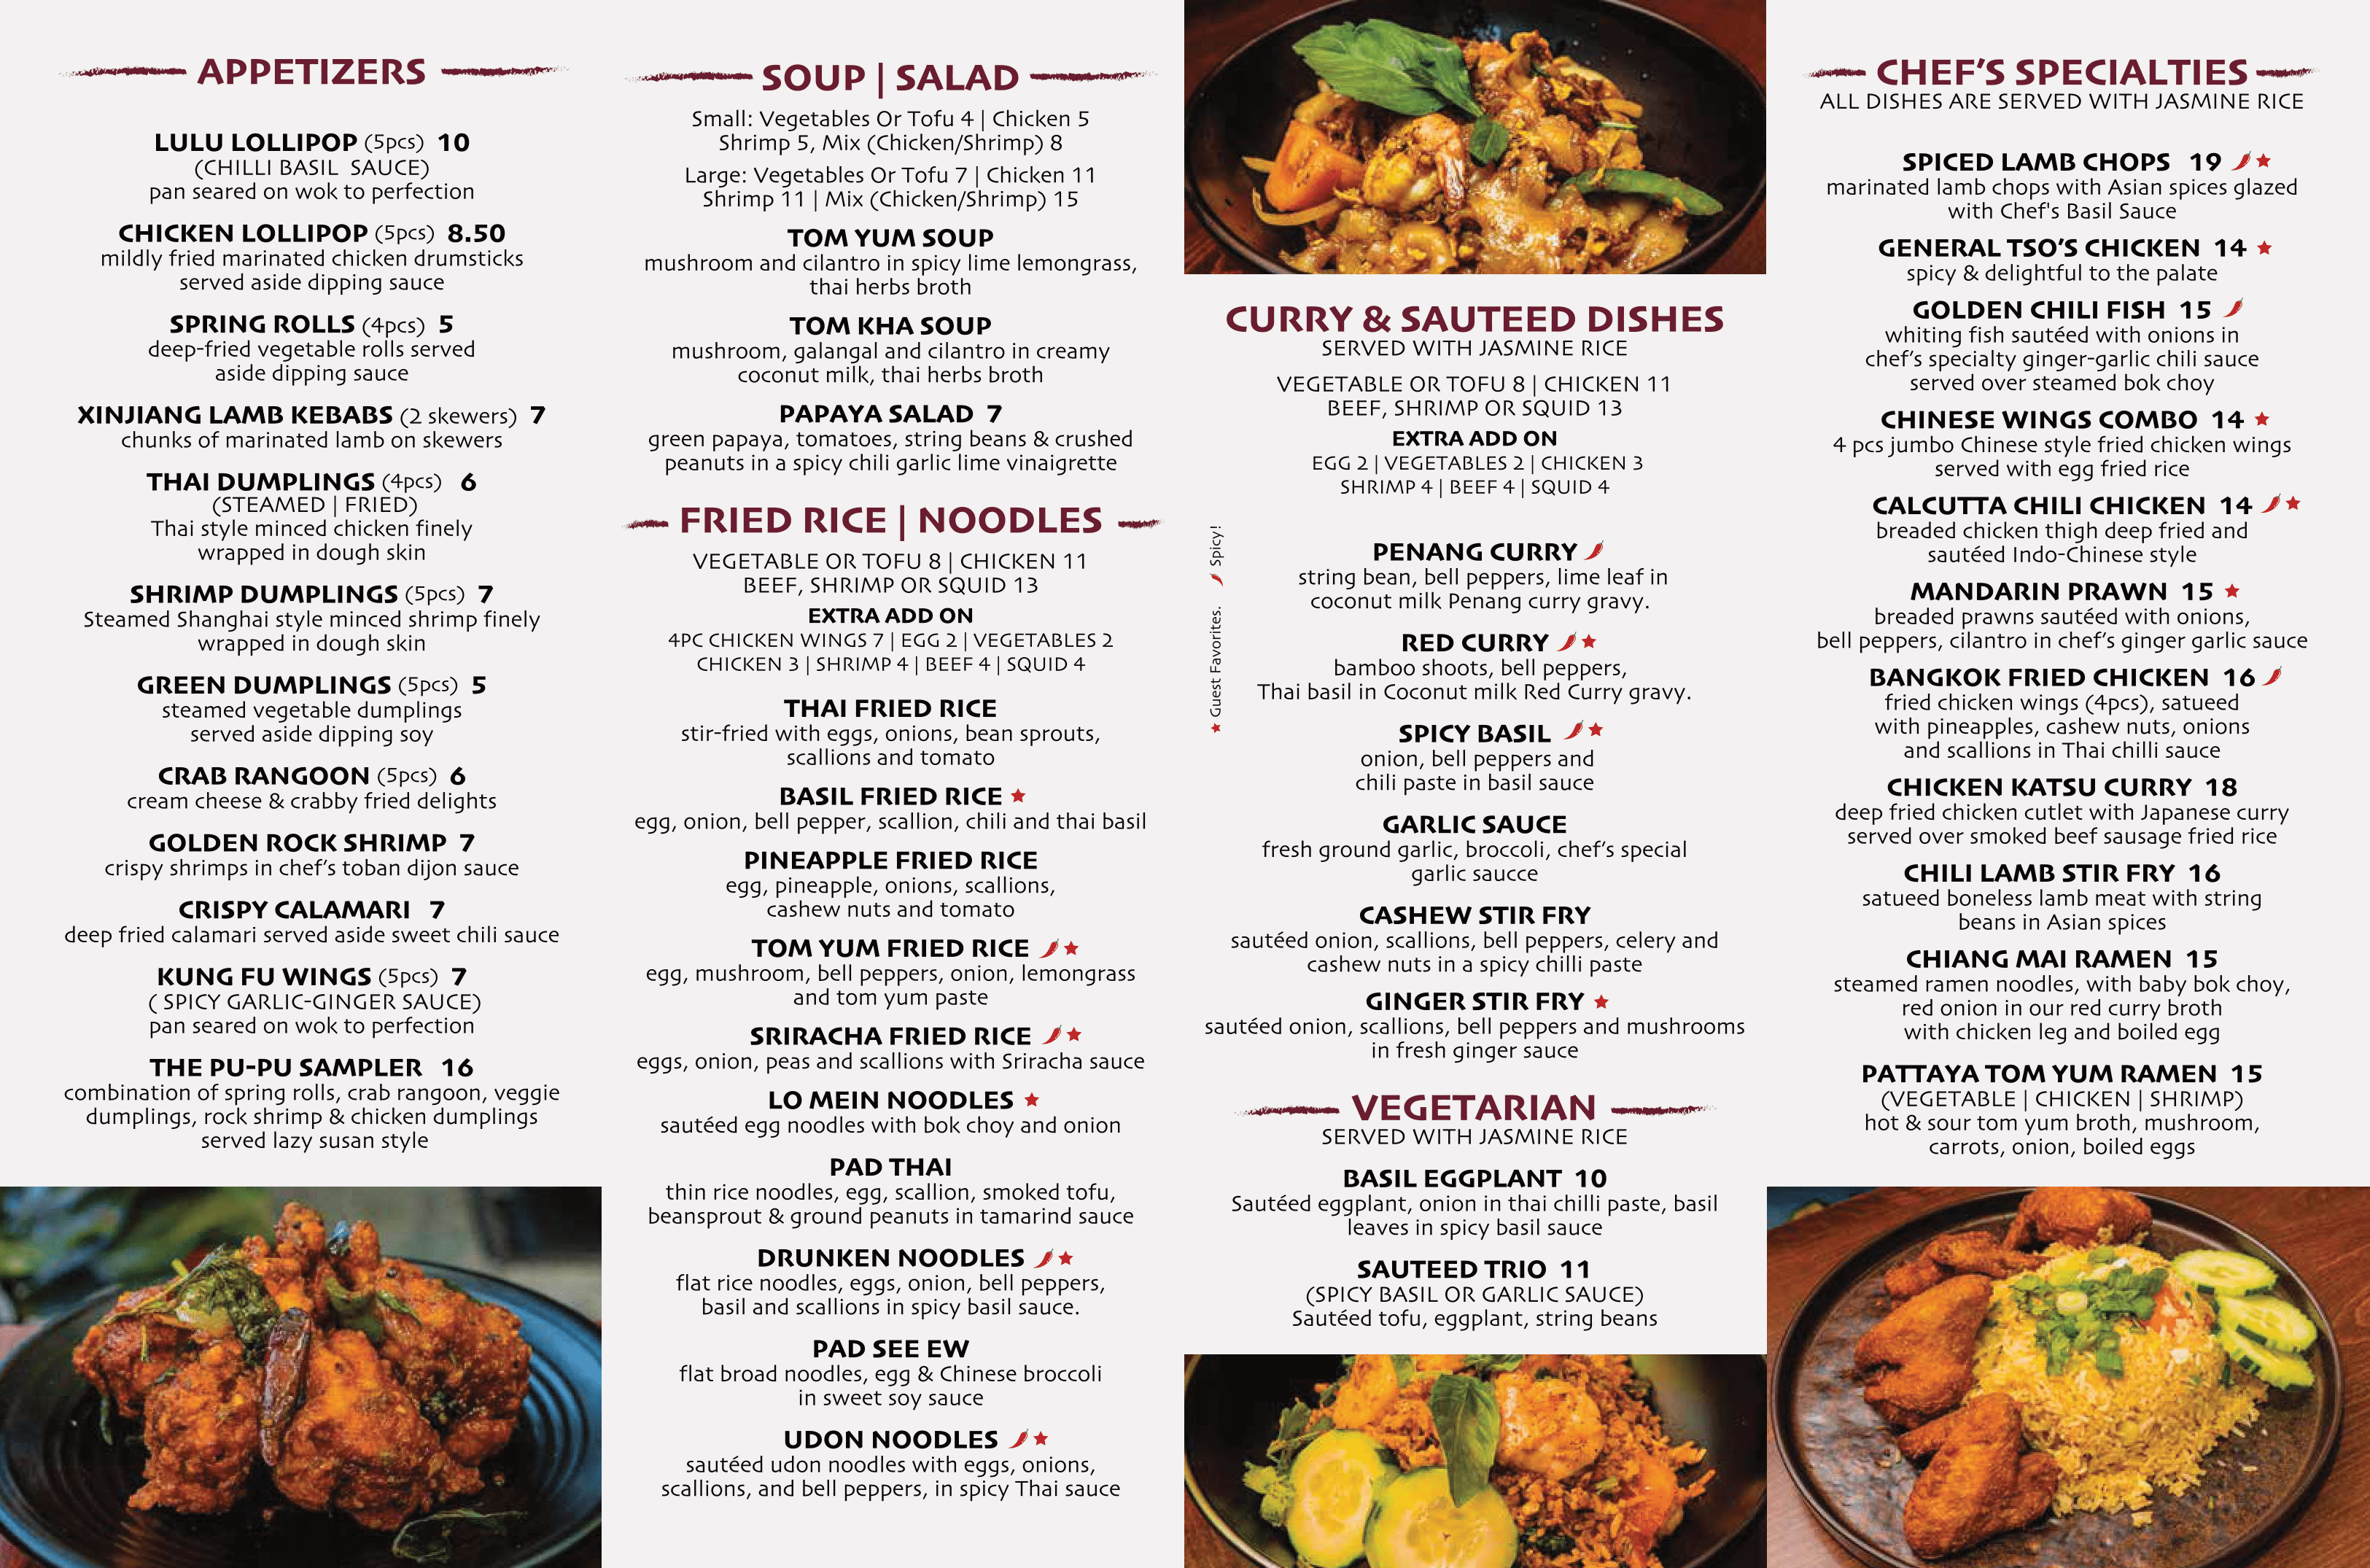 APPETIZERS
LULU LOLLIPOP (5pcs) 10
(CHILLI BASIL SAUCE)
pan seared on wok to perfection
CHICKEN LOLLIPOP (5pcs) 8.50
mildly fried marinated chicken drumsticks
served aside dipping sauce
SPRING ROLLS (4pcs) 5
deep-fried vegetable rolls served
aside dipping sauce
XINJIANG LAMB KEBABS (2 skewers) 7
chunks of marinated lamb on skewers
THAI DUMPLINGS (4pcs) 6
(STEAMED | FRIED)
Thai style minced chicken finely
wrapped in dough skin
SHRIMP DUMPLINGS (5pcs) 7
Steamed Shanghai style minced shrimp finely
wrapped in dough skin
GREEN DUMPLINGS (5pcs) 5
steamed vegetable dumplings
served aside dipping soy
CRAB RANGOON (5pcs) 6
cream cheese & crabby fried delights
GOLDEN ROCK SHRIMP 7
crispy shrimps in chef's toban dijon sauce
CRISPY CALAMARI 7
deep fried calamari served aside sweet chili sauce
KUNG FU WINGS (5pcs) 7
( SPICY GARLIC-GINGER SAUCE)
pan seared on wok to perfection
THE PU-PU SAMPLER 16
combination of spring rolls, crab rangoon, veggie
dumplings, rock shrimp & chicken dumplings
served lazy susan style
SOUP | SALAD
Small: Vegetables Or Tofu 4 | Chicken 5
Shrimp 5, Mix (Chicken/Shrimp) 8
Large: Vegetables Or Tofu 7 | Chicken 11
Shrimp 11 | Mix (Chicken/Shrimp) 15
TOM YUM SOUP
mushroom and cilantro in spicy lime lemongrass,
thai herbs broth
TOM KHA SOUP
mushroom, galangal and cilantro in creamy
coconut milk, thai herbs broth
PAPAYA SALAD 7
green papaya, tomatoes, string beans & crushed
peanuts in a spicy chili garlic lime vinaigrette
FRIED RICE | NOODLES
VEGETABLE OR TOFU 8 | CHICKEN 11
BEEF, SHRIMP OR SQUID 13
EXTRA ADD ON
4PC CHICKEN WINGS 7 | EGG 2 | VEGETABLES 2
CHICKEN 3 | SHRIMP 4 | BEEF 4 | SQUID 4
THAI FRIED RICE
stir-fried with eggs, onions, bean sprouts,
scallions and tomato
BASIL FRIED RICE
egg, onion, bell pepper, scallion, chili and thai basil
PINEAPPLE FRIED RICE
egg, pineapple, onions, scallions,
cashew nuts and tomato
TOM YUM FRIED RICE
egg, mushroom, bell peppers, onion, lemongrass
and tom yum paste
SRIRACHA FRIED RICE
eggs, onion, peas and scallions with Sriracha sauce
LO MEIN NOODLES
sautéed egg noodles with bok choy and onion
PAD THAI
thin rice noodles, egg, scallion, smoked tofu,
beansprout & ground peanuts in tamarind sauce
DRUNKEN NOODLES
flat rice noodles, eggs, onion, bell peppers,
basil and scallions in spicy basil sauce.
PAD SEE EW
flat broad noodles, egg & Chinese broccoli
in sweet soy sauce
UDON NOODLES
sautéed udon noodles with eggs, onions,
scallions, and bell peppers, in spicy Thai sauce
CURRY & SAUTEED DISHES
SERVED WITH JASMINE RICE
VEGETABLE OR TOFU 8 | CHICKEN 11
BEEF, SHRIMP OR SQUID 13
EXTRA ADD ON
EGG 2 | VEGETABLES 2 | CHICKEN 3
SHRIMP 4 | BEEF 4 | SQUID 4
Guest Favorites. Spicy!
PENANG CURRY
string bean, bell peppers, lime leaf in
coconut milk Penang curry gravy.
RED CURRY
bamboo shoots, bell peppers,
Thai basil in Coconut milk Red Curry gravy.
SPICY BASIL
onion, bell peppers and
chili paste in basil sauce
GARLIC SAUCE
fresh ground garlic, broccoli, chef's special
garlic saucce
CASHEW STIR FRY
sautéed onion, scallions, bell peppers, celery and
cashew nuts in a spicy chilli paste
GINGER STIR FRY
sautéed onion, scallions, bell peppers and mushrooms
in fresh ginger sauce
VEGETARIAN
SERVED WITH JASMINE RICE
BASIL EGGPLANT 10
Sautéed eggplant, onion in thai chilli paste, basil
leaves in spicy basil sauce
SAUTEED TRIO 11
(SPICY BASIL OR GARLIC SAUCE)
Sautéed tofu, eggplant, string beans
CHEF'S SPECIALTIES
ALL DISHES ARE SERVED WITH JASMINE RICE
SPICED LAMB CHOPS 19
marinated lamb chops with Asian spices glazed
with Chef's Basil Sauce
GENERAL TSO'S CHICKEN 14
spicy & delightful to the palate
GOLDEN CHILI FISH 15
whiting fish sautéed with onions in
chef's specialty ginger-garlic chili sauce
served over steamed bok choy
CHINESE WINGS COMBO 14
4 pcs jumbo Chinese style fried chicken wings
served with egg fried rice
CALCUTTA CHILI CHICKEN 14
breaded chicken thigh deep fried and
sautéed Indo-Chinese style
MANDARIN PRAWN 15
breaded prawns sautéed with onions,
bell peppers, cilantro in chef's ginger garlic sauce
BANGKOK FRIED CHICKEN 16
fried chicken wings (4pcs), satueed
with pineapples, cashew nuts, onions
and scallions in Thai chilli sauce
CHICKEN KATSU CURRY 18
deep fried chicken cutlet with Japanese curry
served over smoked beef sausage fried rice
CHILI LAMB STIR FRY 16
satueed boneless lamb meat with string
beans in Asian spices
CHIANG MAI RAMEN 15
steamed ramen noodles, with baby bok choy,
red onion in our red curry broth
with chicken leg and boiled egg
PATTAYA TOM YUM RAMEN 15
(VEGETABLE | CHICKEN | SHRIMP)
hot & sour tom yum broth, mushroom,
carrots, onion, boiled eggs